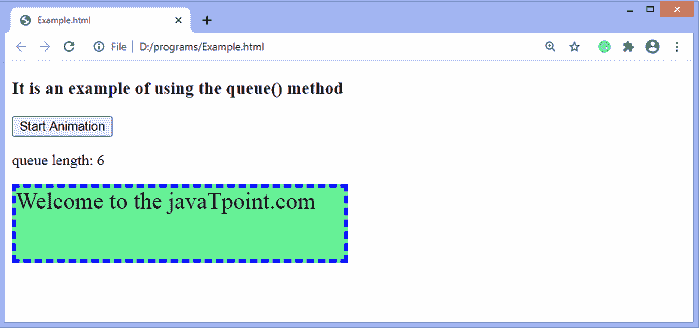 Example.html
File D:/programs/Example.html
It is an example of using the queue() method
Start Animation
queue length: 6
Welcome to the javaTpoint.com